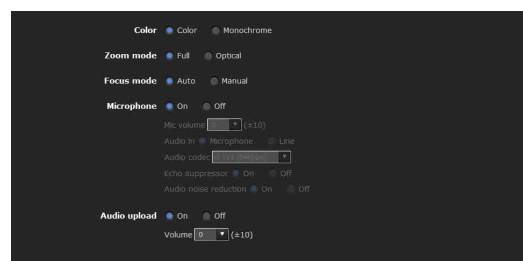 Color Color Monochrome
Zoom mode Full Optical
Focus mode Auto Manual
Microphone On Off
Mic volume (±10)
Audio in Microphone Line
Audio codec
Echo suppressor On Off
Audio noise reduction On Off
Audio upload On Off
Volume 0 (±10)